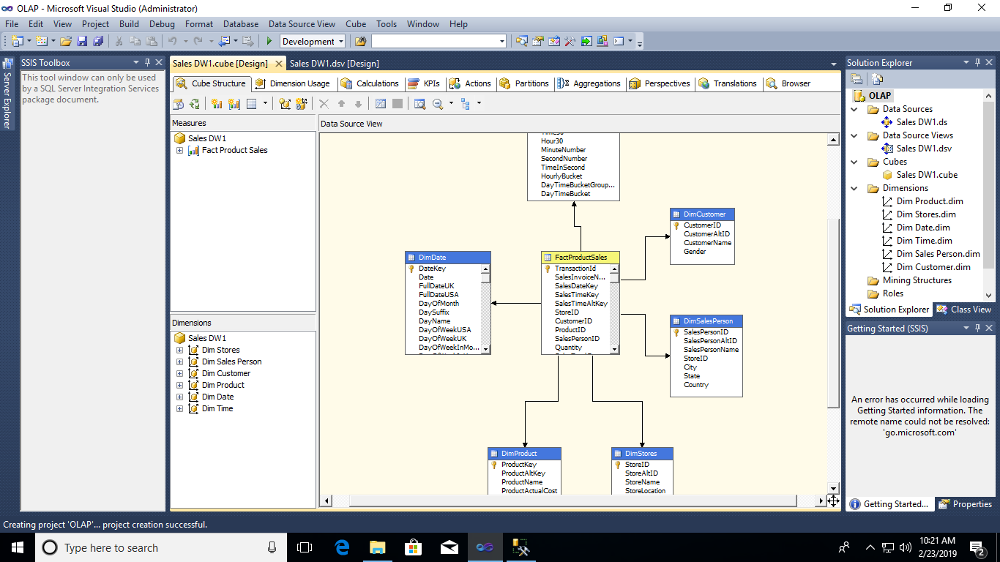 OLAP - Microsoft Visual Studio (Administrator)
File Edit View Project Build Debug Format Database Data Source View Cube Tools Window Help
Development
Server Explorer
SSIS Toolbox
This tool window can only be used
by a SQL Server Integration Services
package document.
Sales DW1.cube [Design] Sales DW1.dsv [Design]
Cube Structure Dimension Usage Calculations KPIs Actions Partitions Aggregations Perspectives Translations Browser
Measures
Sales DW1
Fact Product Sales
Dimensions
Sales DW1
Dim Stores
Dim Sales Person
Dim Customer
Dim Product
Dim Date
Dim Time
Data Source View
Hour30
MinuteNumber
SecondNumber
TimeInSecond
HourlyBucket
DayTimeBucketGroup...
DayTimeBucket
DimCustomer
CustomerID
CustomerAltID
CustomerName
Gender
DimDate
DateKey
Date
FullDateUK
FullDateUSA
DayOfMonth
DaySuffix
DayName
DayOfWeekUSA
DayOfWeekUK
DayOfWeekInMo...
FactProductSales
TransactionId
SalesInvoiceN...
SalesDateKey
SalesTimeKey
SalesTimeAltKey
StoreID
CustomerID
ProductID
SalesPersonID
Quantity
DimSalesPerson
SalesPersonID
SalesPersonAltID
SalesPersonName
StoreID
City
State
Country
DimProduct
ProductKey
ProductAltKey
ProductName
ProductActualCost
DimStores
StoreID
StoreAltID
StoreName
StoreLocation
Solution Explorer
OLAP
Data Sources
Sales DW1.ds
Data Source Views
Sales DW1.dsv
Cubes
Sales DW1.cube
Dimensions
Dim Product.dim
Dim Stores.dim
Dim Date.dim
Dim Time.dim
Dim Sales Person.dim
Dim Customer.dim
Mining Structures
Roles
Solution Explorer Class View
Getting Started (SSIS)
An error has occurred while loading
Getting Started information. The
remote name could not be resolved:
'go.microsoft.com'
Getting Started... Properties
Creating project 'OLAP'... project creation successful.
Type here to search
10:21 AM
2/23/2019
2